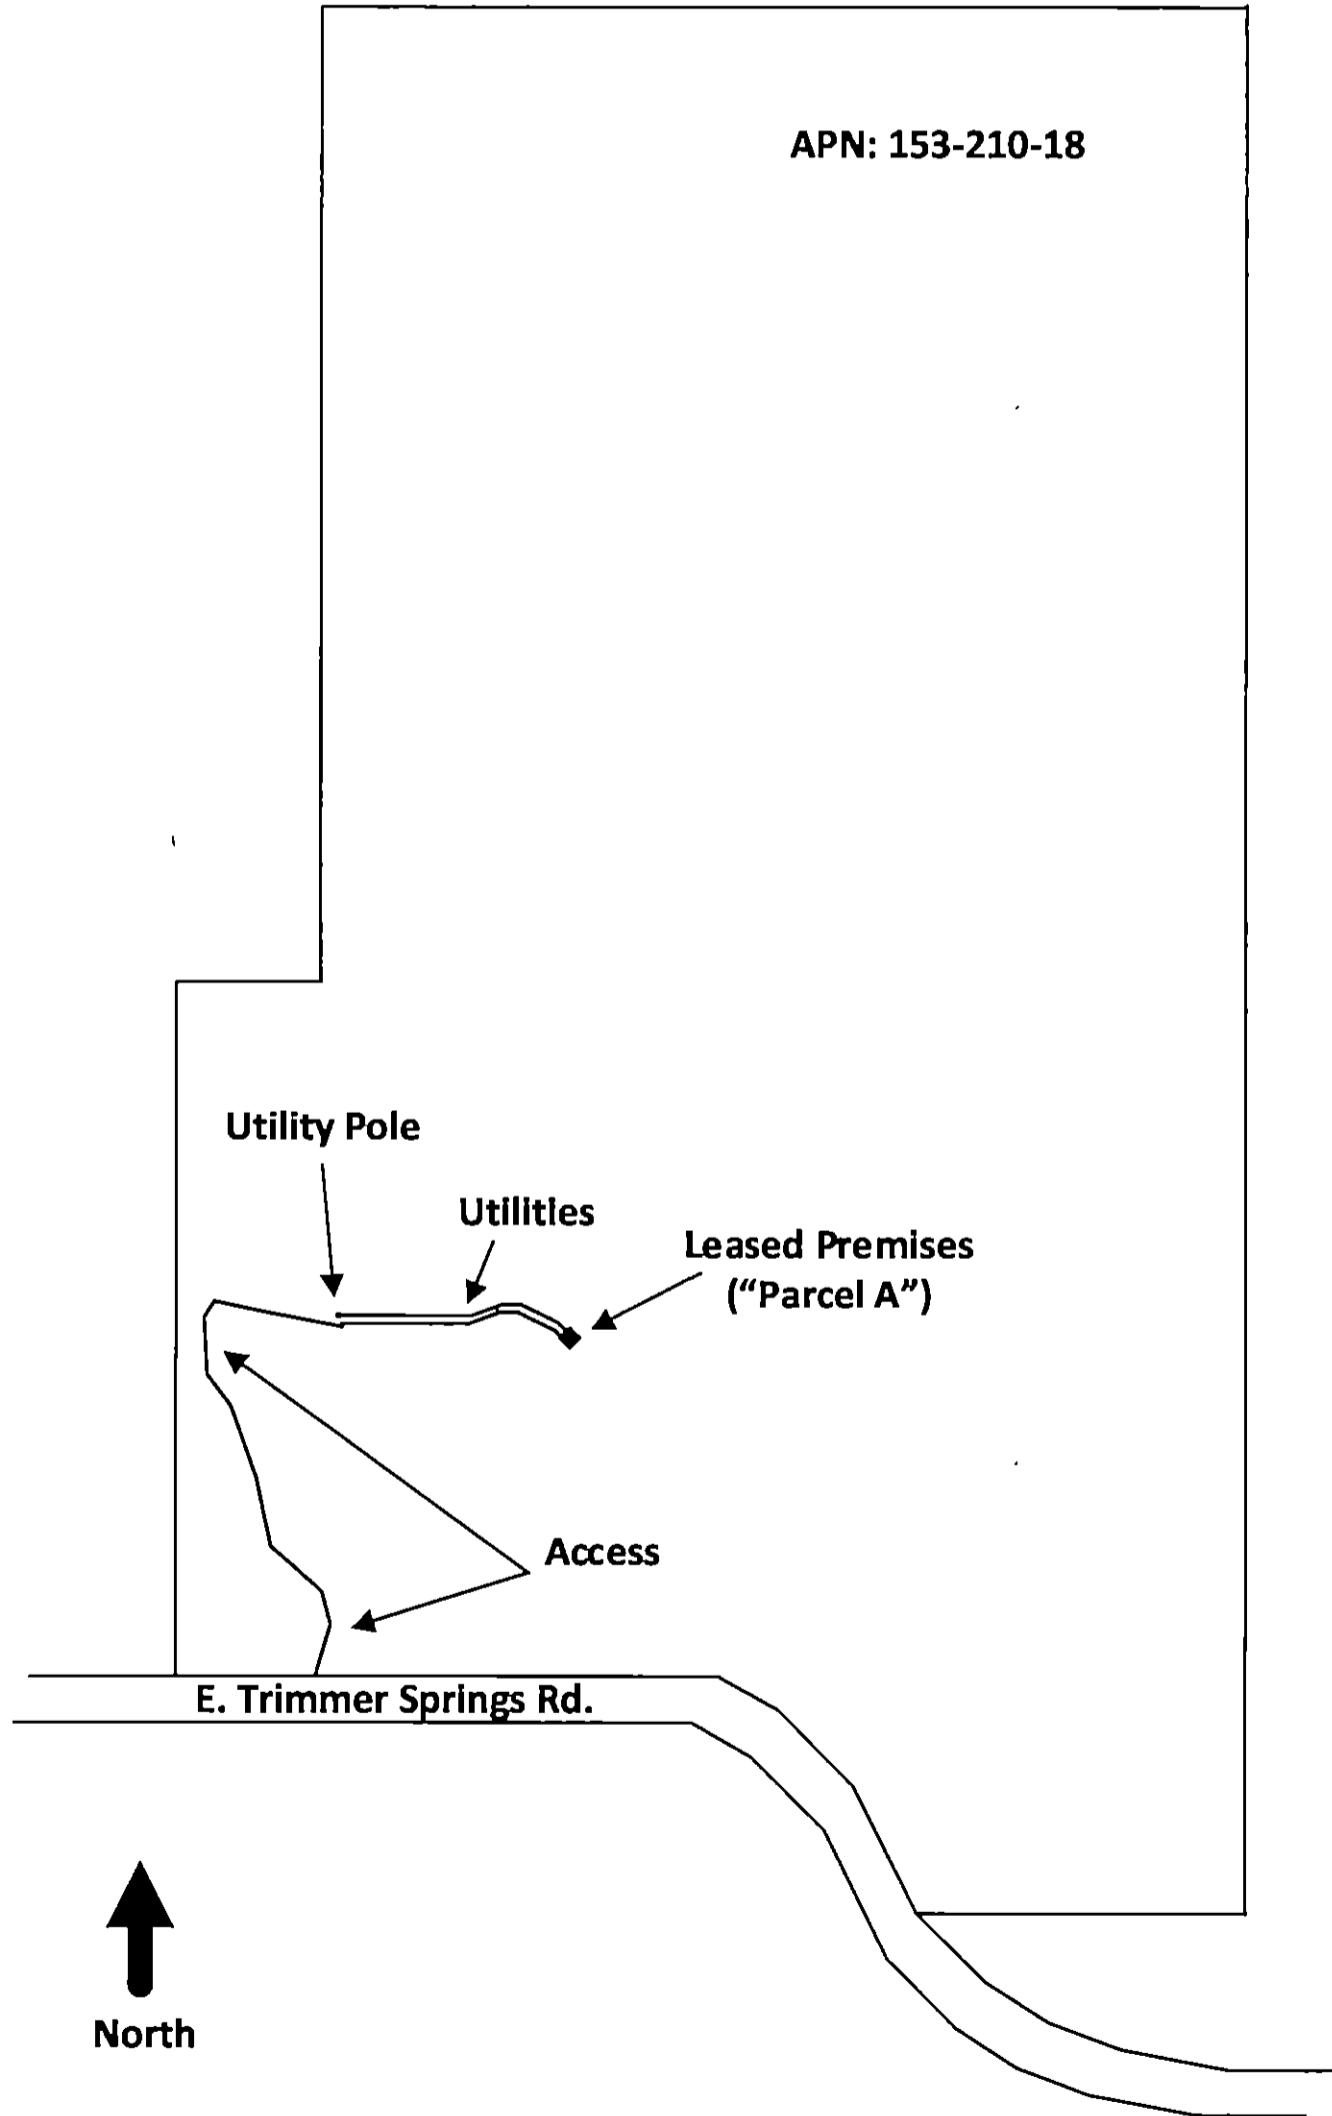 APN: 153-210-18
Utility Pole
Utilities
Leased Premises
(“Parcel A”)
Access
E. Trimmer Springs Rd.
North